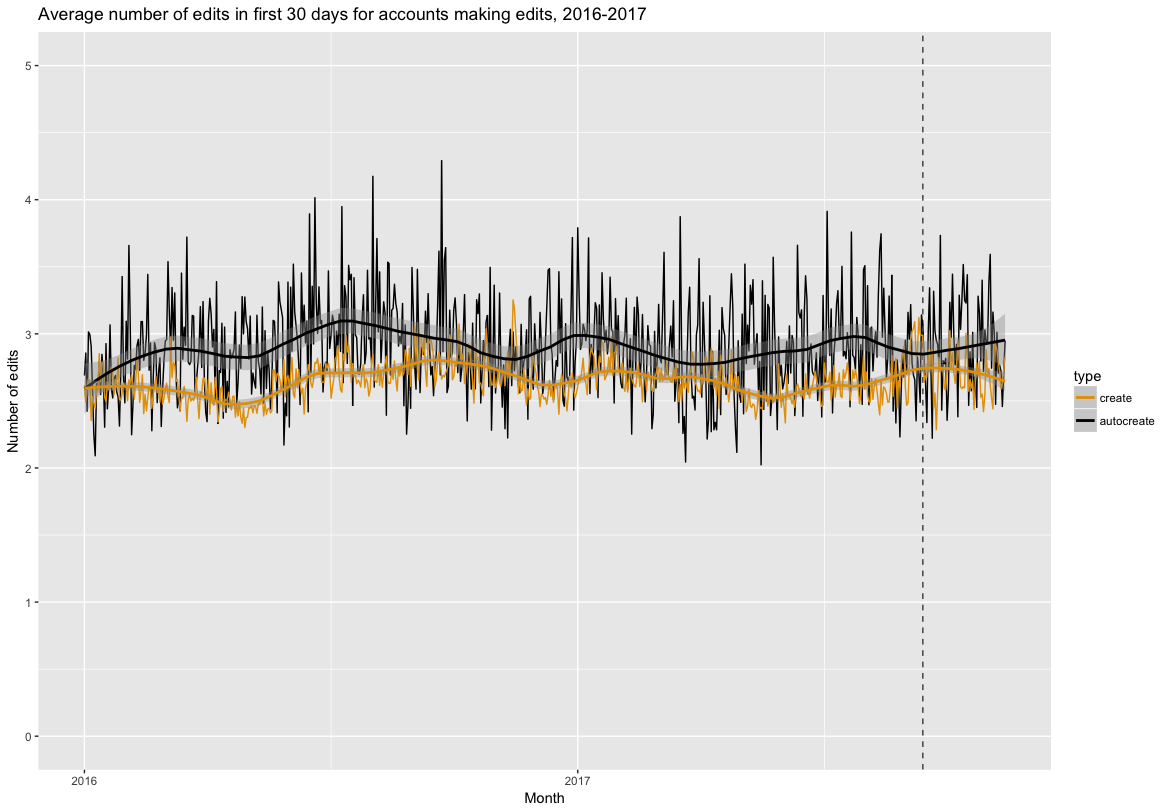 Average number of edits in first 30 days for accounts making edits, 2016-2017
5
4
3
2
1
0
Number of edits
2016
2017
Month
type
create
autocreate